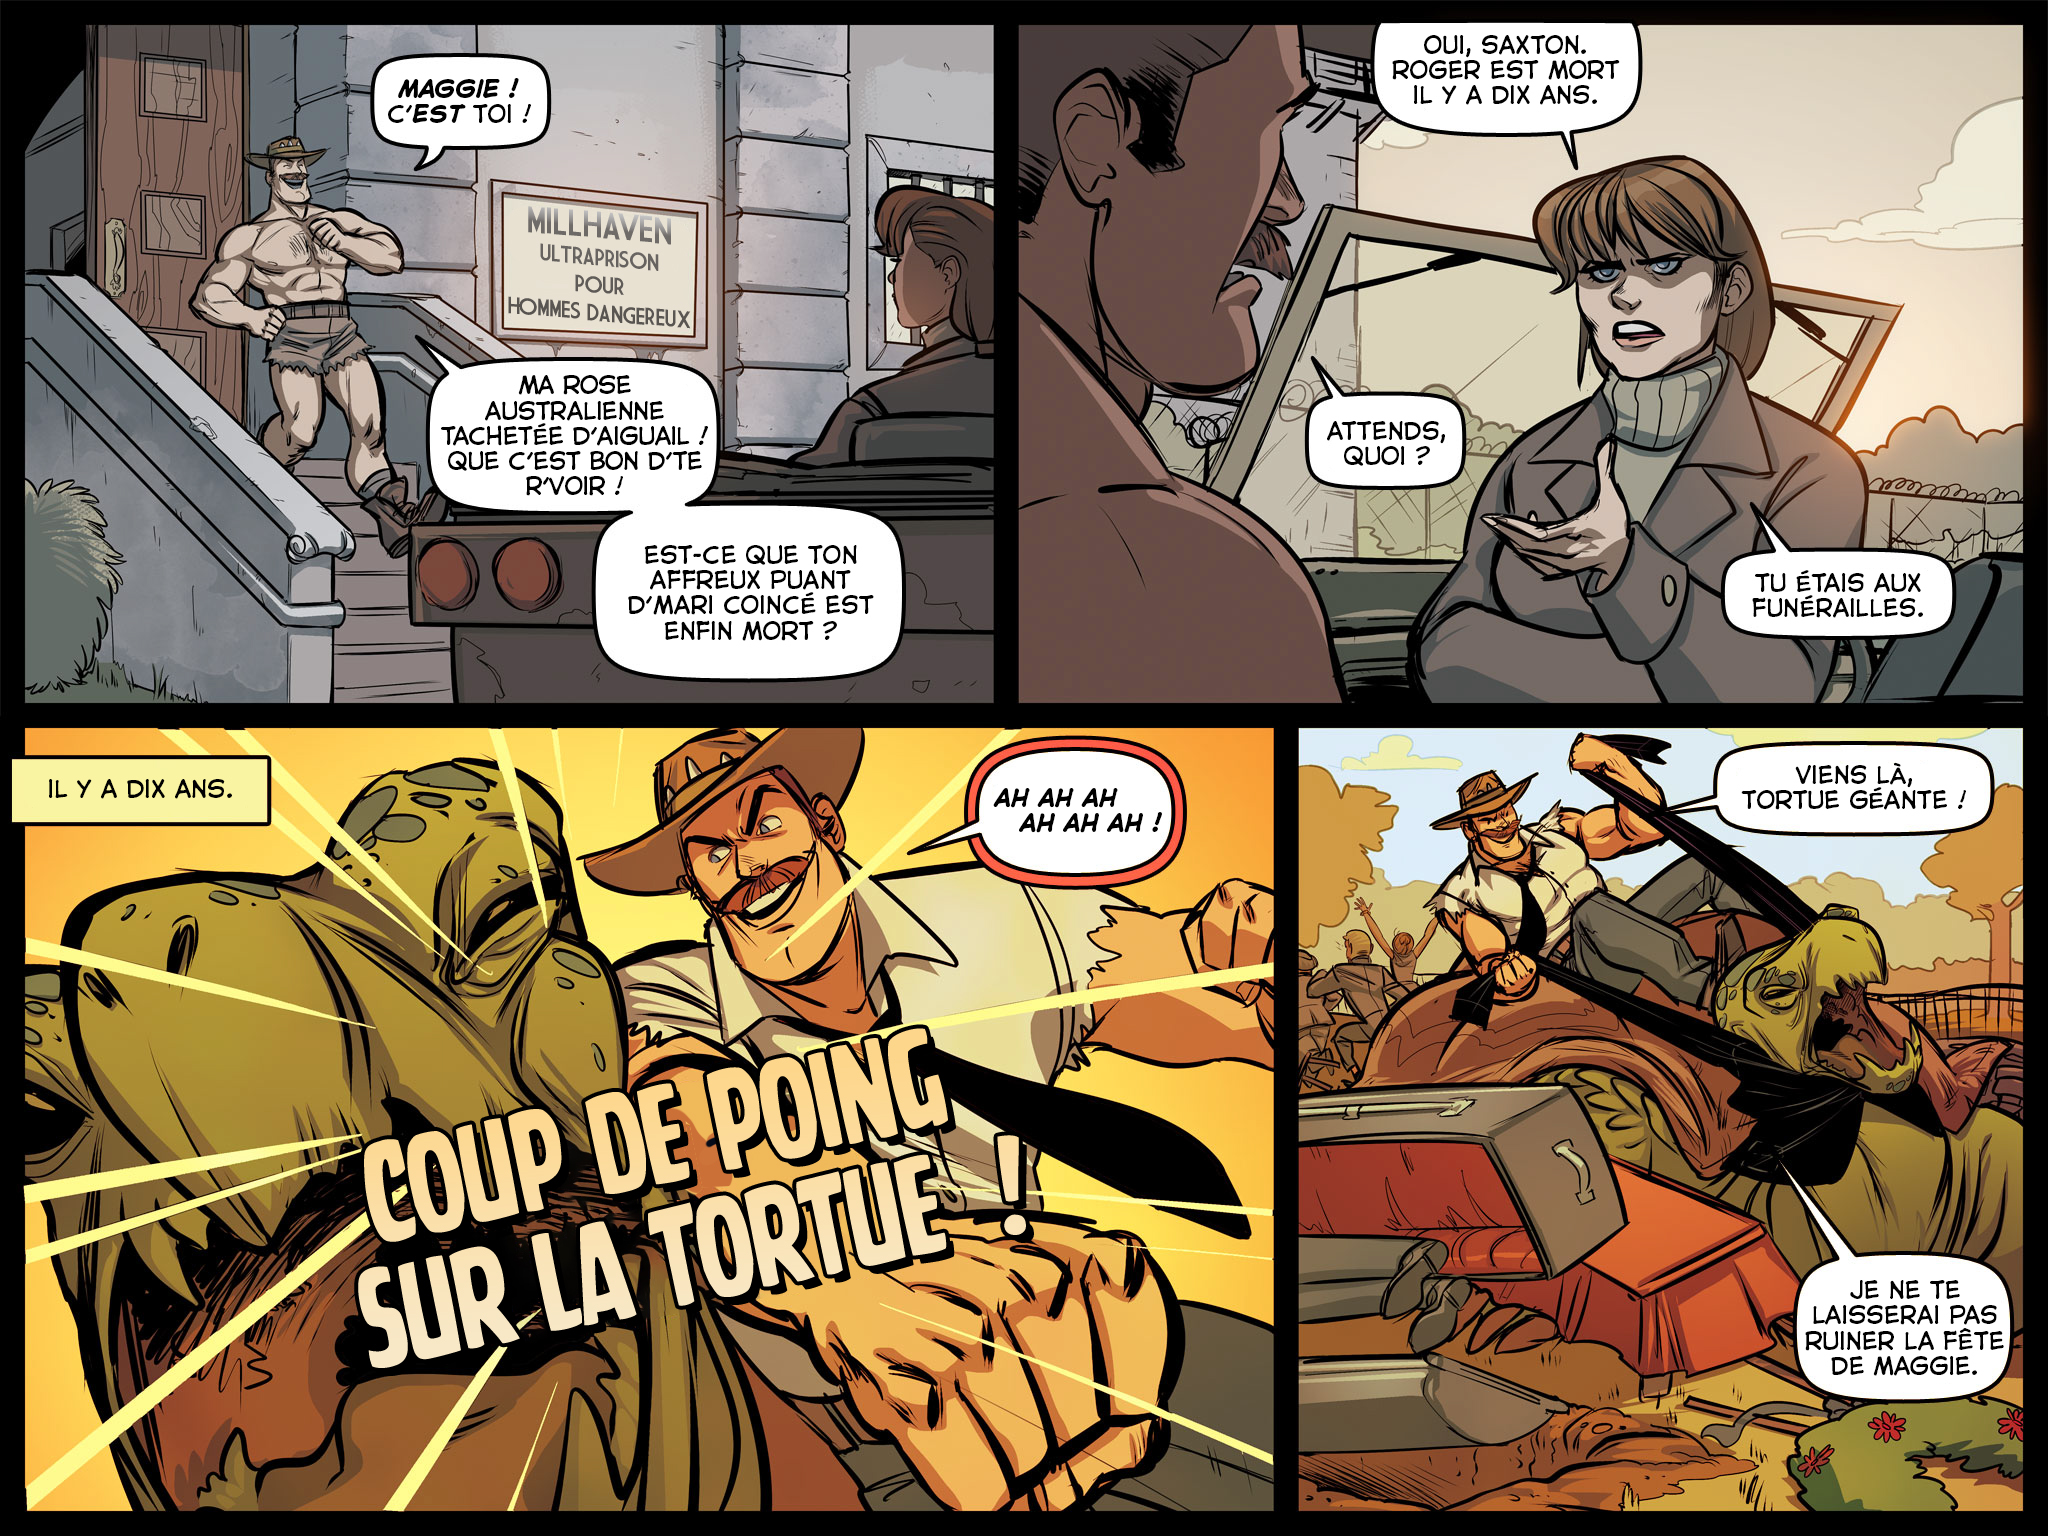 MAGGIE !
C'EST TOI !
MILLHAVEN
ULTRAPRISON
POUR
HOMMES DANGEREUX
MA ROSE
AUSTRALIENNE
TACHETÉE D'AIGUAIL !
QUE C'EST BON D'TE
R'VOIR !
EST-CE QUE TON
AFFREUX PUANT
D'MARI COINCÉ EST
ENFIN MORT ?
OUI, SAXTON.
ROGER EST MORT
IL Y A DIX ANS.
ATTENDS,
QUOI ?
TU ÉTAIS AUX
FUNÉRAILLES.
IL Y A DIX ANS.
AH AH AH
AH AH AH !
COUP DE POING
SUR LA TORTUE !
VIENS LÀ,
TORTUE GÉANTE !
JE NE TE
LAISSERAI PAS
RUINER LA FÊTE
DE MAGGIE.